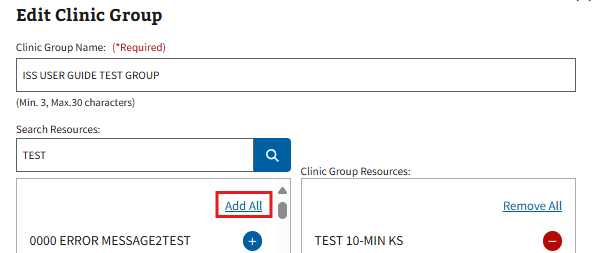 Edit Clinic Group
Clinic Group Name: (*Required)
ISS USER GUIDE TEST GROUP
(Min. 3, Max.30 characters)
Search Resources:
TEST
Clinic Group Resources:
Add All
Remove All
0000 ERROR MESSAGE2TEST
TEST 10-MIN KS